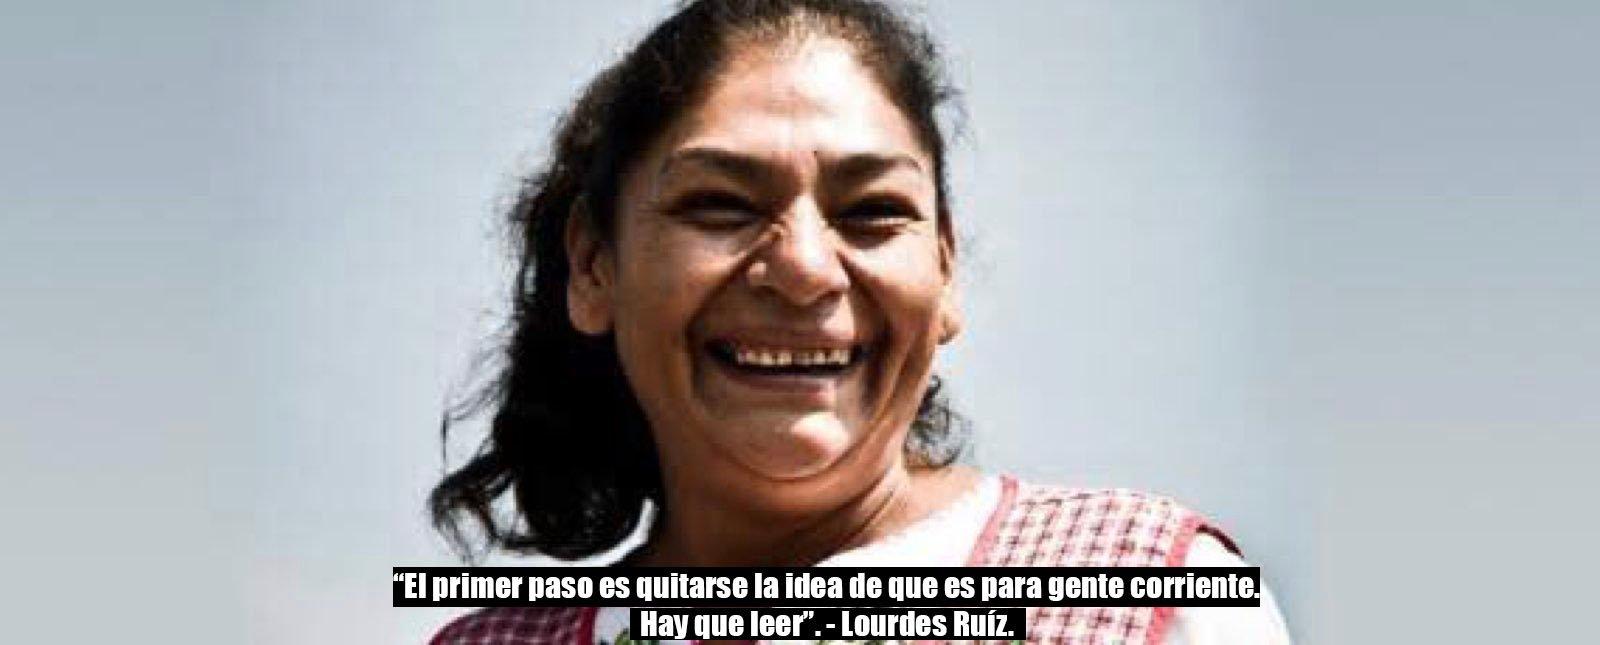 “El primer paso es quitarse la idea de que es para gente corriente.
Hay que leer”. - Lourdes Ruíz.